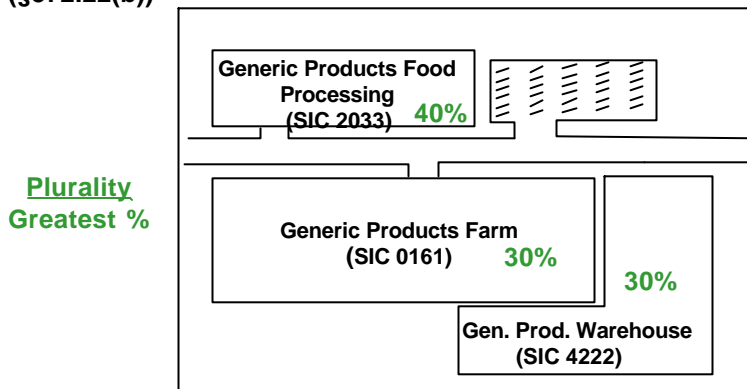 Generic Products Food
Processing
(SIC 2033) 40%
Plurality
Greatest %
Generic Products Farm
(SIC 0161) 30%
30%
Gen. Prod. Warehouse
(SIC 4222)